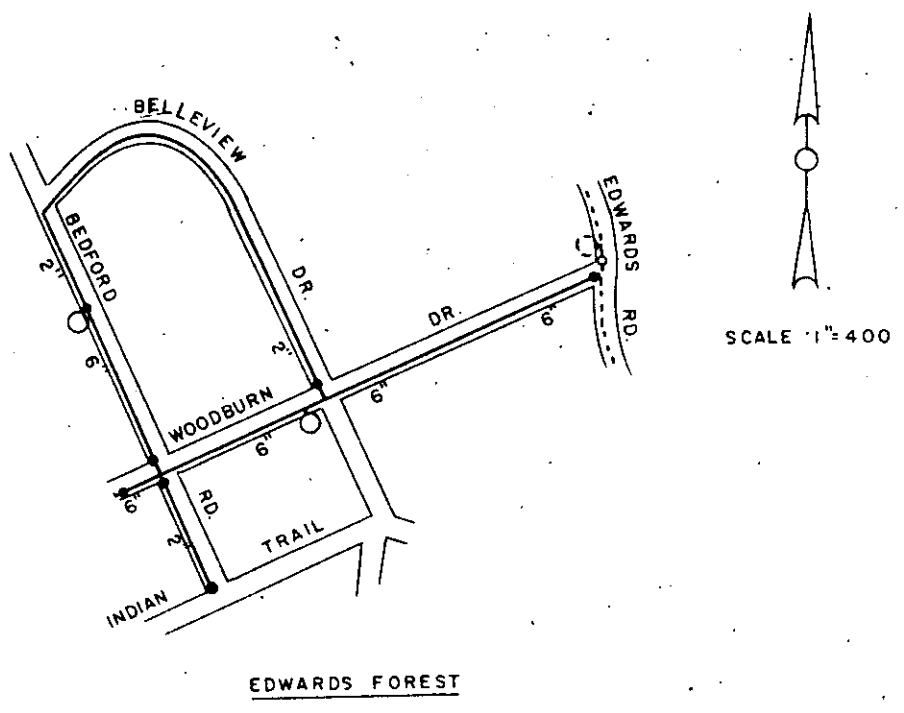 BELLEVIEW
DR.
BEDFORD
RD.
2"
6"
2"
WOODBURN
DR.
6"
6"
6"
6"
2"
EDWARDS
RD.
INDIAN
TRAIL
SCALE 1"=400
EDWARDS FOREST